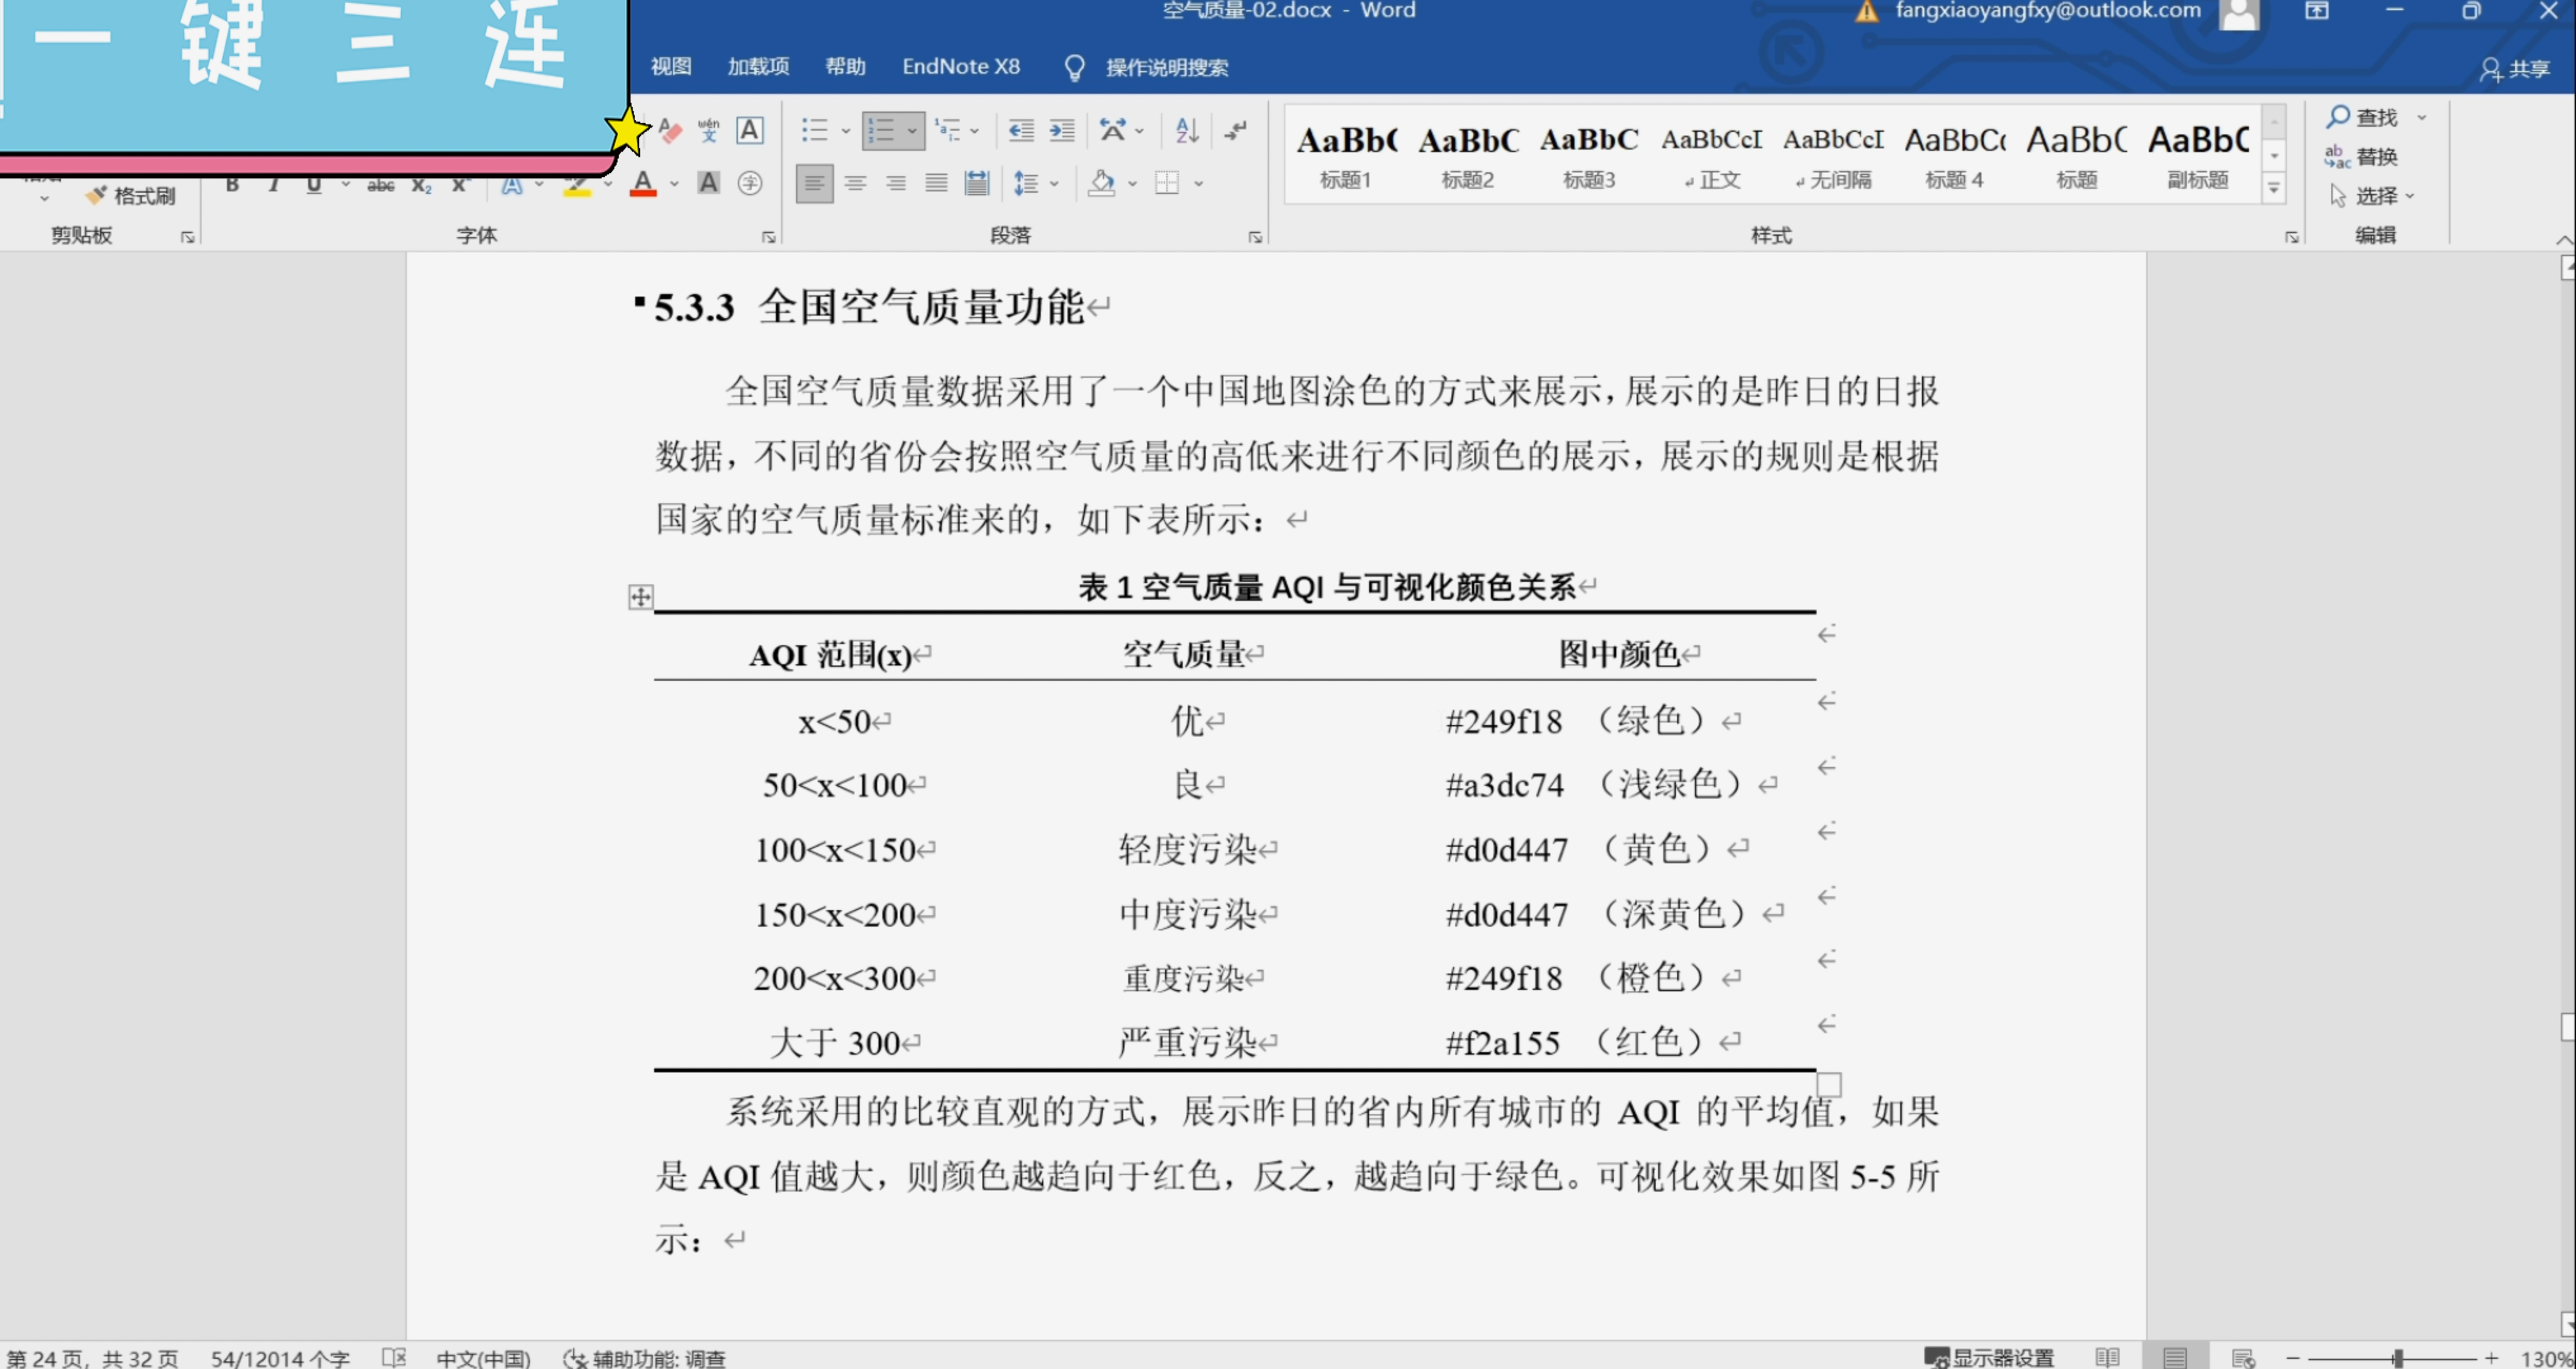 一键三连
空气质量-02.docx - Word
fangxiaoyangfxy@outlook.com
视图 加载项 帮助 EndNote X8 操作说明搜索
共享
AaBb( AaBbC AaBbC AaBbCcI AaBbCcI AaBbC AaBbC AaBbC
标题1 标题2 标题3 正文 无间隔 标题 4 标题 副标题
查找
替换
选择
格式刷
剪贴板 字体 段落 样式 编辑
5.3.3 全国空气质量功能
全国空气质量数据采用了一个中国地图涂色的方式来展示，展示的是昨日的日报
数据，不同的省份会按照空气质量的高低来进行不同颜色的展示，展示的规则是根据
国家的空气质量标准来的，如下表所示：
表 1 空气质量 AQI 与可视化颜色关系
AQI 范围(x) 空气质量 图中颜色
x<50 优 #249f18 （绿色）
50<x<100 良 #a3dc74 （浅绿色）
100<x<150 轻度污染 #d0d447 （黄色）
150<x<200 中度污染 #d0d447 （深黄色）
200<x<300 重度污染 #249f18 （橙色）
大于 300 严重污染 #f2a155 （红色）
系统采用的比较直观的方式，展示昨日的省内所有城市的 AQI 的平均值，如果
是 AQI 值越大，则颜色越趋向于红色，反之，越趋向于绿色。可视化效果如图 5-5 所
示：
第 24 页，共 32 页 54/12014 个字 中文(中国) 辅助功能: 调查 显示器设置 130%